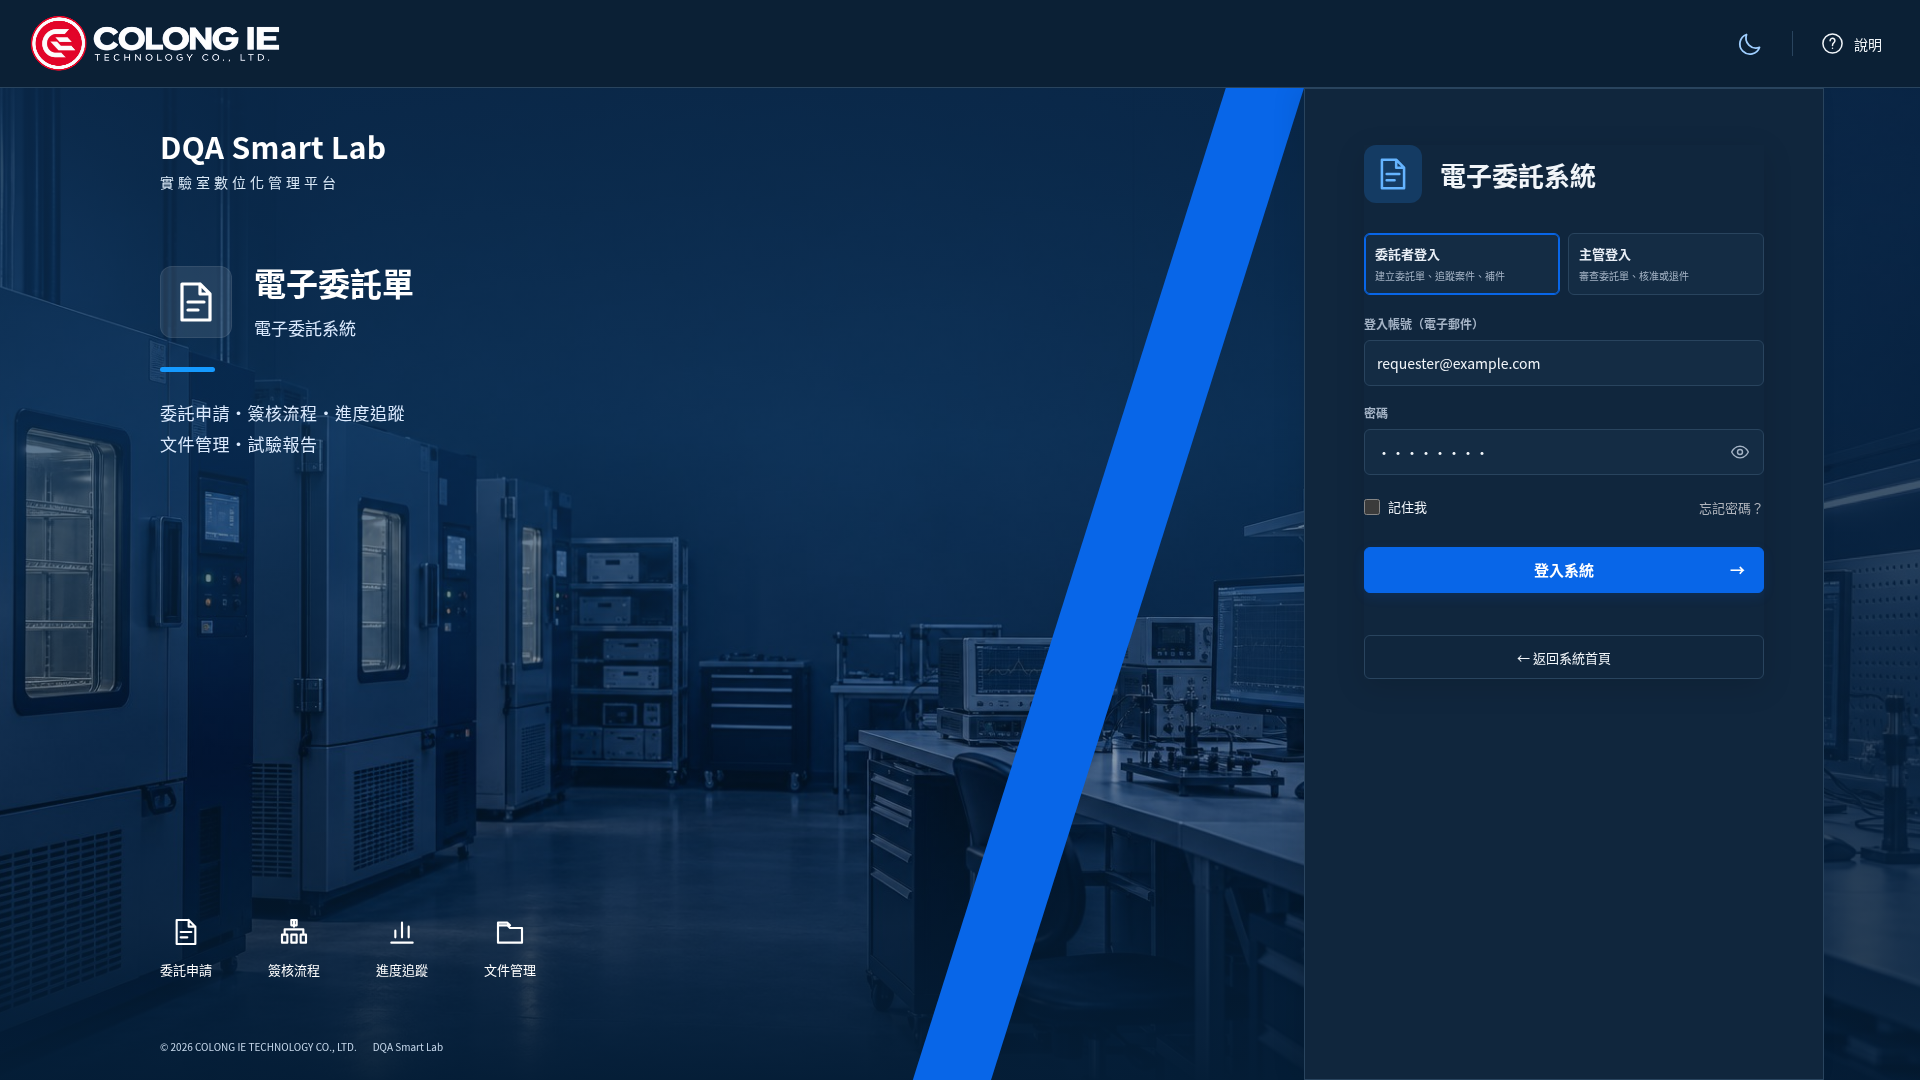 COLONG IE
TECHNOLOGY CO., LTD.
說明
DQA Smart Lab
實驗室數位化管理平台
電子委託單
電子委託系統
委託申請・簽核流程・進度追蹤
文件管理・試驗報告
委託申請
簽核流程
進度追蹤
文件管理
© 2026 COLONG IE TECHNOLOGY CO., LTD. DQA Smart Lab
電子委託系統
委託者登入
建立委託單、追蹤案件、補件
主管登入
審查委託單、核准或退件
登入帳號（電子郵件）
requester@example.com
密碼
••••••••
記住我
忘記密碼？
登入系統 →
← 返回系統首頁